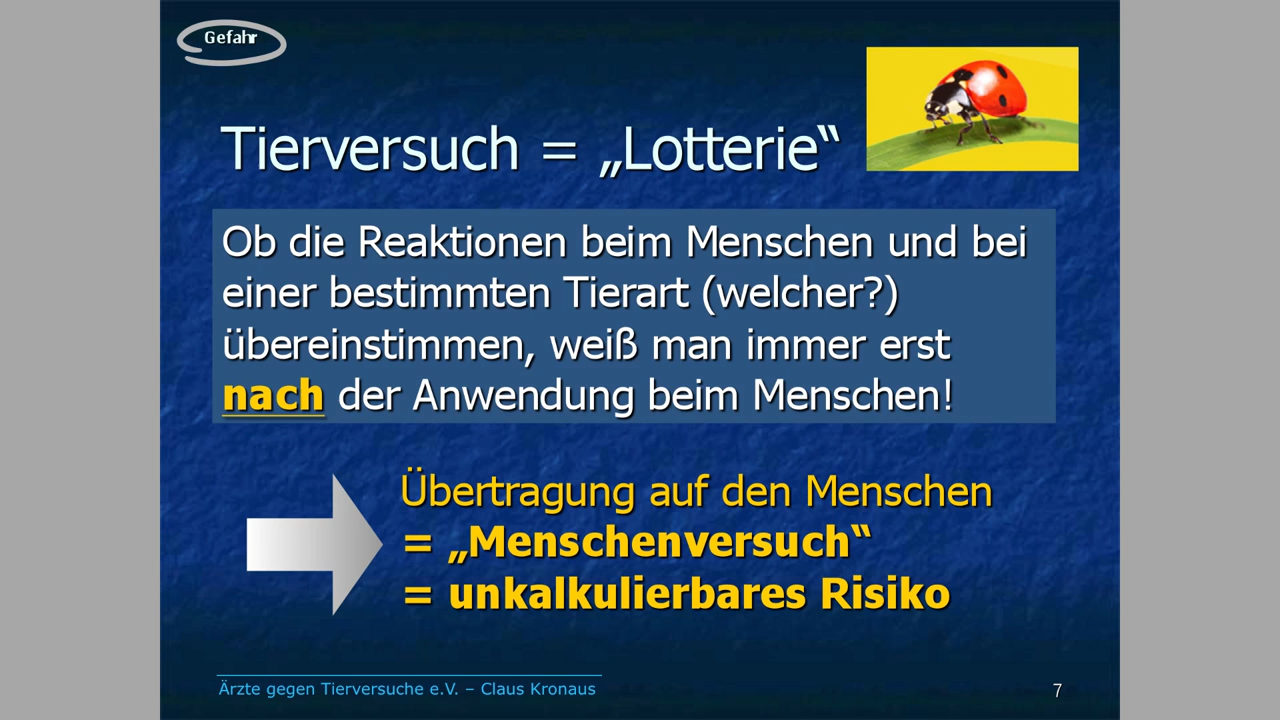 Gefahr
Tierversuch = „Lotterie“
Ob die Reaktionen beim Menschen und bei
einer bestimmten Tierart (welcher?)
übereinstimmen, weiß man immer erst
nach der Anwendung beim Menschen!
Übertragung auf den Menschen
= „Menschenversuch“
= unkalkulierbares Risiko
Ärzte gegen Tierversuche e.V. – Claus Kronaus
7